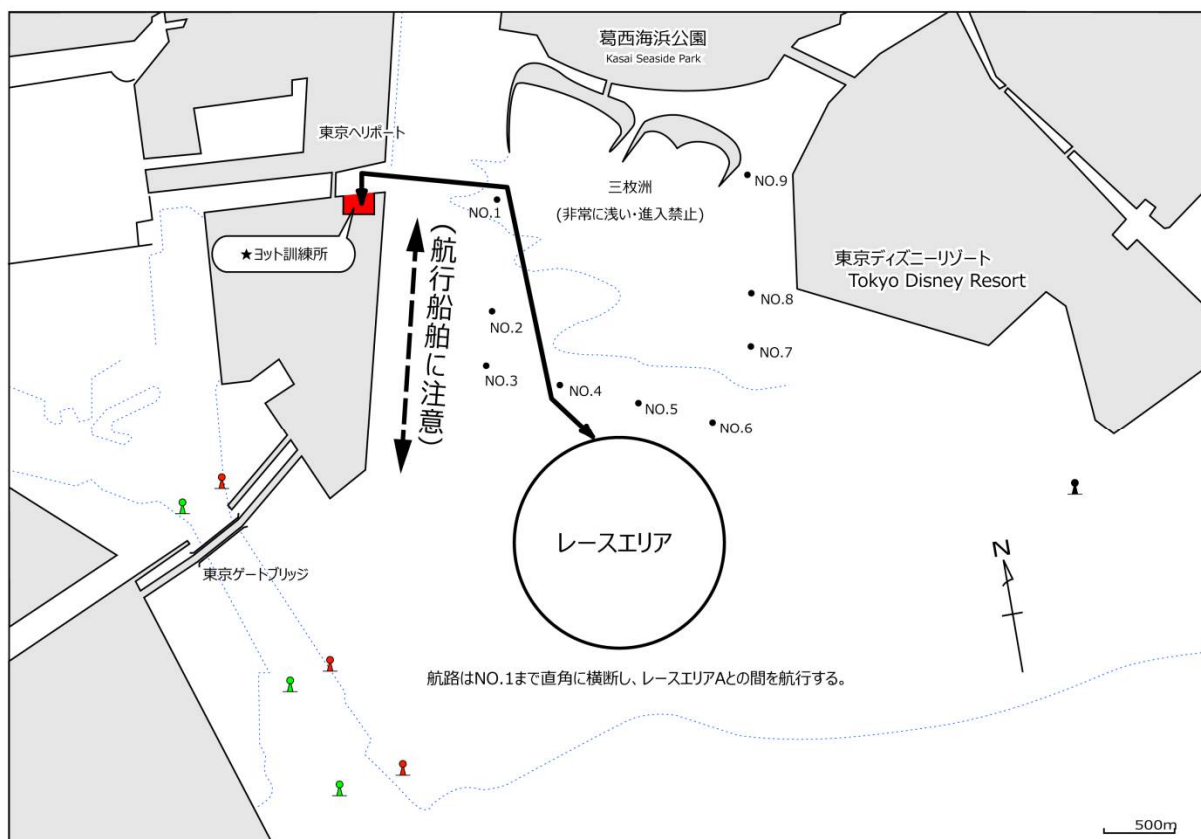 葛西海浜公園
Kasai Seaside Park
東京ヘリポート
NO.9
三枚洲
(非常に浅い・進入禁止)
NO.1
★ヨット訓練所
(航行船舶に注意)
東京ディズニーリゾート
Tokyo Disney Resort
NO.8
NO.2
NO.7
NO.3
NO.4
NO.5
NO.6
レースエリア
N
東京ゲートブリッジ
航路はNO.1まで直角に横断し、レースエリアAとの間を航行する。
500m